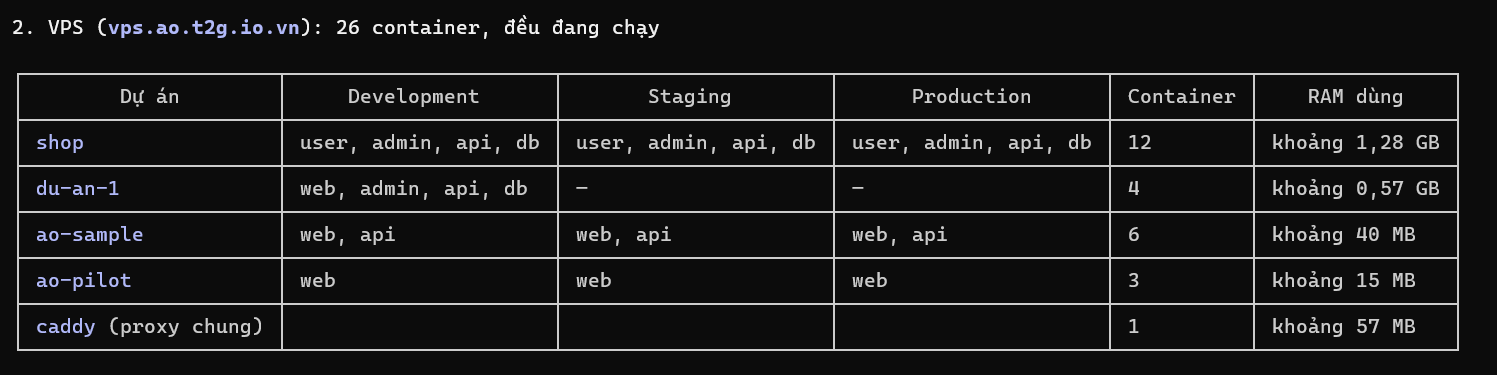 2. VPS (vps.ao.t2g.io.vn): 26 container, đều đang chạy
Dự án Development Staging Production Container RAM dùng
shop user, admin, api, db user, admin, api, db user, admin, api, db 12 khoảng 1,28 GB
du-an-1 web, admin, api, db — — 4 khoảng 0,57 GB
ao-sample web, api web, api web, api 6 khoảng 40 MB
ao-pilot web web web 3 khoảng 15 MB
caddy (proxy chung) 1 khoảng 57 MB